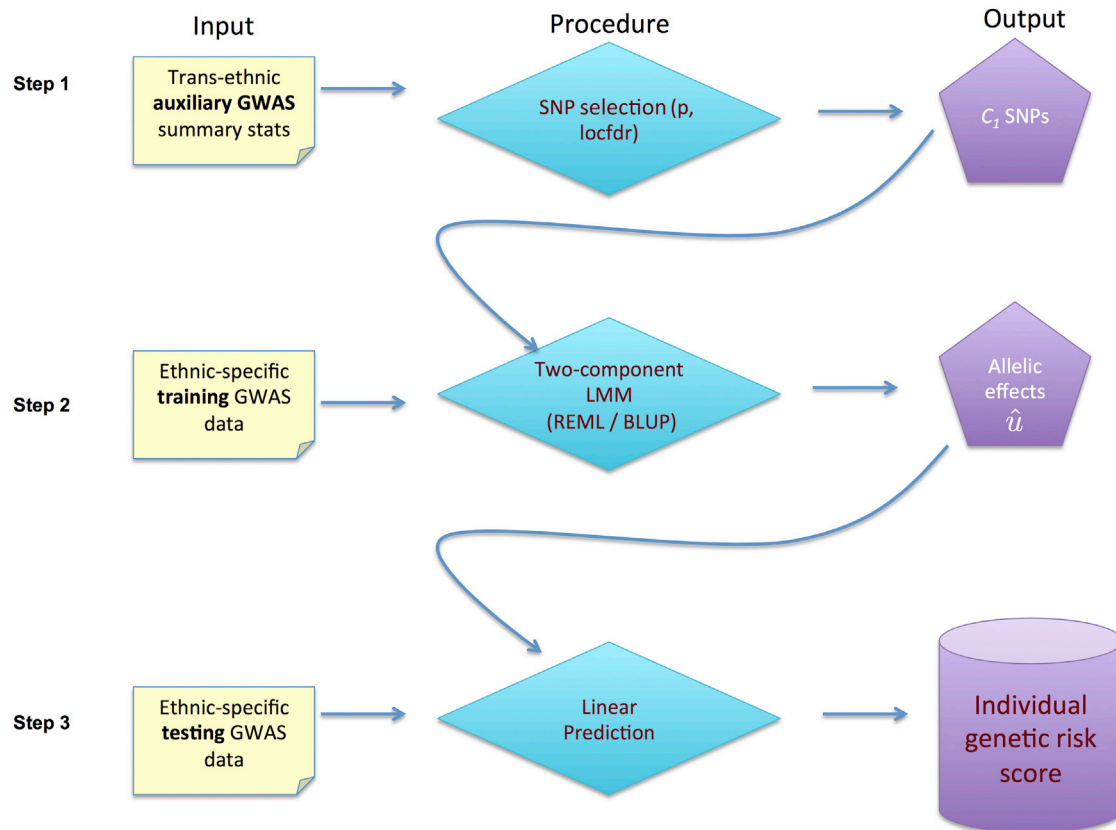 Input
Procedure
Output
Step 1
Trans-ethnic
auxiliary GWAS
summary stats
SNP selection (p,
locfdr)
C₁ SNPs
Step 2
Ethnic-specific
training GWAS
data
Two-component
LMM
(REML / BLUP)
Allelic
effects
û
Step 3
Ethnic-specific
testing GWAS
data
Linear
Prediction
Individual
genetic risk
score